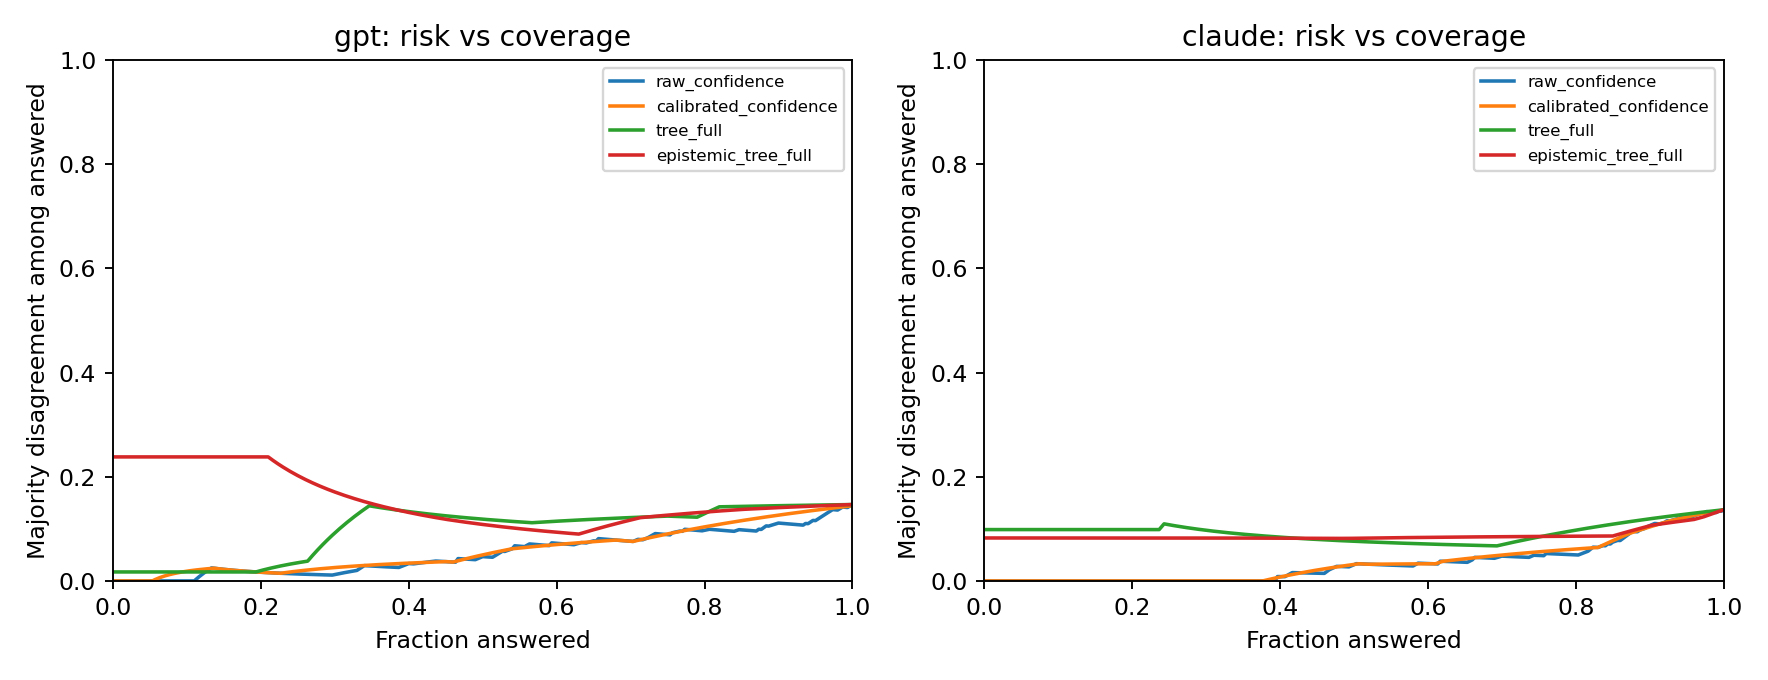 gpt: risk vs coverage
Majority disagreement among answered
1.0
0.8
0.6
0.4
0.2
0.0
raw_confidence
calibrated_confidence
tree_full
epistemic_tree_full
0.0 0.2 0.4 0.6 0.8 1.0
Fraction answered
claude: risk vs coverage
Majority disagreement among answered
1.0
0.8
0.6
0.4
0.2
0.0
raw_confidence
calibrated_confidence
tree_full
epistemic_tree_full
0.0 0.2 0.4 0.6 0.8 1.0
Fraction answered